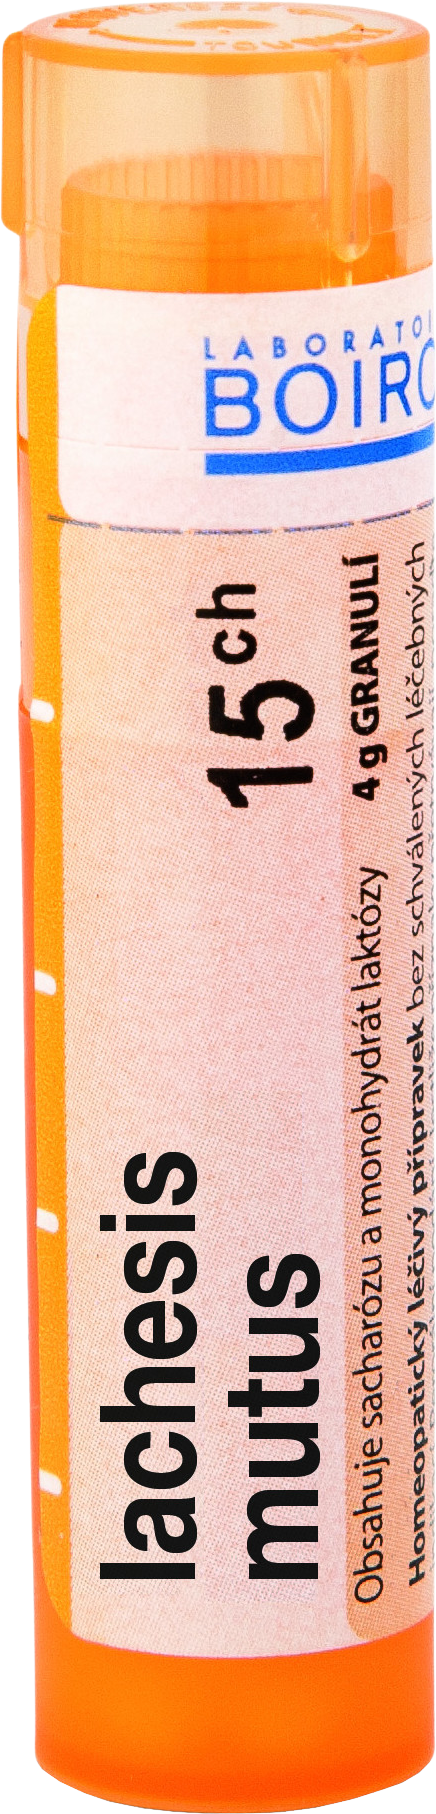 LABORATOI
BOIRO
lachesis
mutus
15 ch
Obsahuje sacharózu a monohydrát laktózy 4 g GRANULÍ
Homeopatický léčivý přípravek bez schválených léčebných